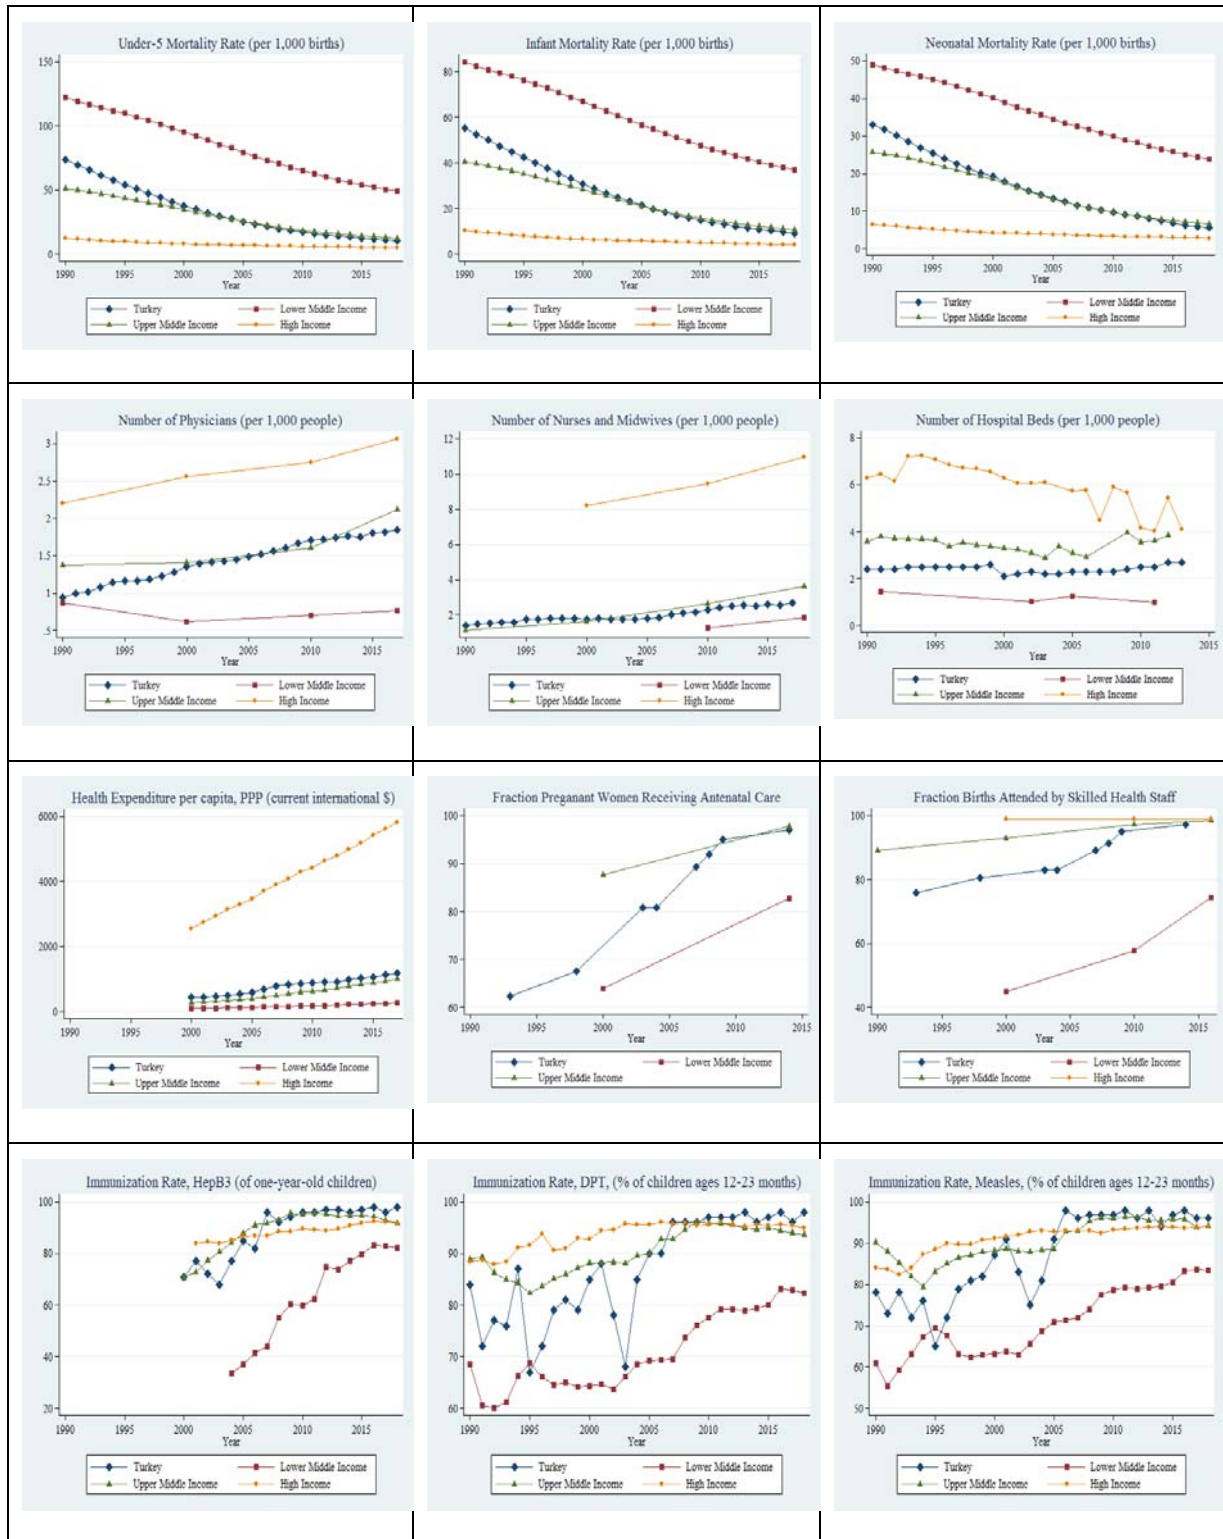 Under-5 Mortality Rate (per 1,000 births)
150
100
50
0
1990 1995 2000 2005 2010 2015
Year
Turkey Lower Middle Income
Upper Middle Income High Income
Infant Mortality Rate (per 1,000 births)
80
60
40
20
0
1990 1995 2000 2005 2010 2015
Year
Turkey Lower Middle Income
Upper Middle Income High Income
Neonatal Mortality Rate (per 1,000 births)
50
40
30
20
10
0
1990 1995 2000 2005 2010 2015
Year
Turkey Lower Middle Income
Upper Middle Income High Income
Number of Physicians (per 1,000 people)
3
2.5
2
1.5
1
.5
1990 2000 2010 2017
Year
Turkey Lower Middle Income
Upper Middle Income High Income
Number of Nurses and Midwives (per 1,000 people)
12
10
8
6
4
2
1990 1995 2000 2005 2010 2015
Year
Turkey Lower Middle Income
Upper Middle Income High Income
Number of Hospital Beds (per 1,000 people)
8
6
4
2
0
1990 1995 2000 2005 2010 2015
Year
Turkey Lower Middle Income
Upper Middle Income High Income
Health Expenditure per capita, PPP (current international $)
6000
4000
2000
0
1990 1995 2000 2005 2010 2015
Year
Turkey Lower Middle Income
Upper Middle Income High Income
Fraction Preganant Women Receiving Antenatal Care
100
90
80
70
60
1990 1995 2000 2005 2010 2015
Year
Turkey Lower Middle Income
Upper Middle Income
Fraction Births Attended by Skilled Health Staff
100
80
60
40
1990 1995 2000 2005 2010 2015
Year
Turkey Lower Middle Income
Upper Middle Income High Income
Immunization Rate, HepB3 (of one-year-old children)
100
80
60
40
20
1990 1995 2000 2005 2010 2015
Year
Turkey Lower Middle Income
Upper Middle Income High Income
Immunization Rate, DPT, (% of children ages 12-23 months)
100
90
80
70
60
1990 1995 2000 2005 2010 2015
Year
Turkey Lower Middle Income
Upper Middle Income High Income
Immunization Rate, Measles, (% of children ages 12-23 months)
100
90
80
70
60
50
1990 1995 2000 2005 2010 2015
Year
Turkey Lower Middle Income
Upper Middle Income High Income